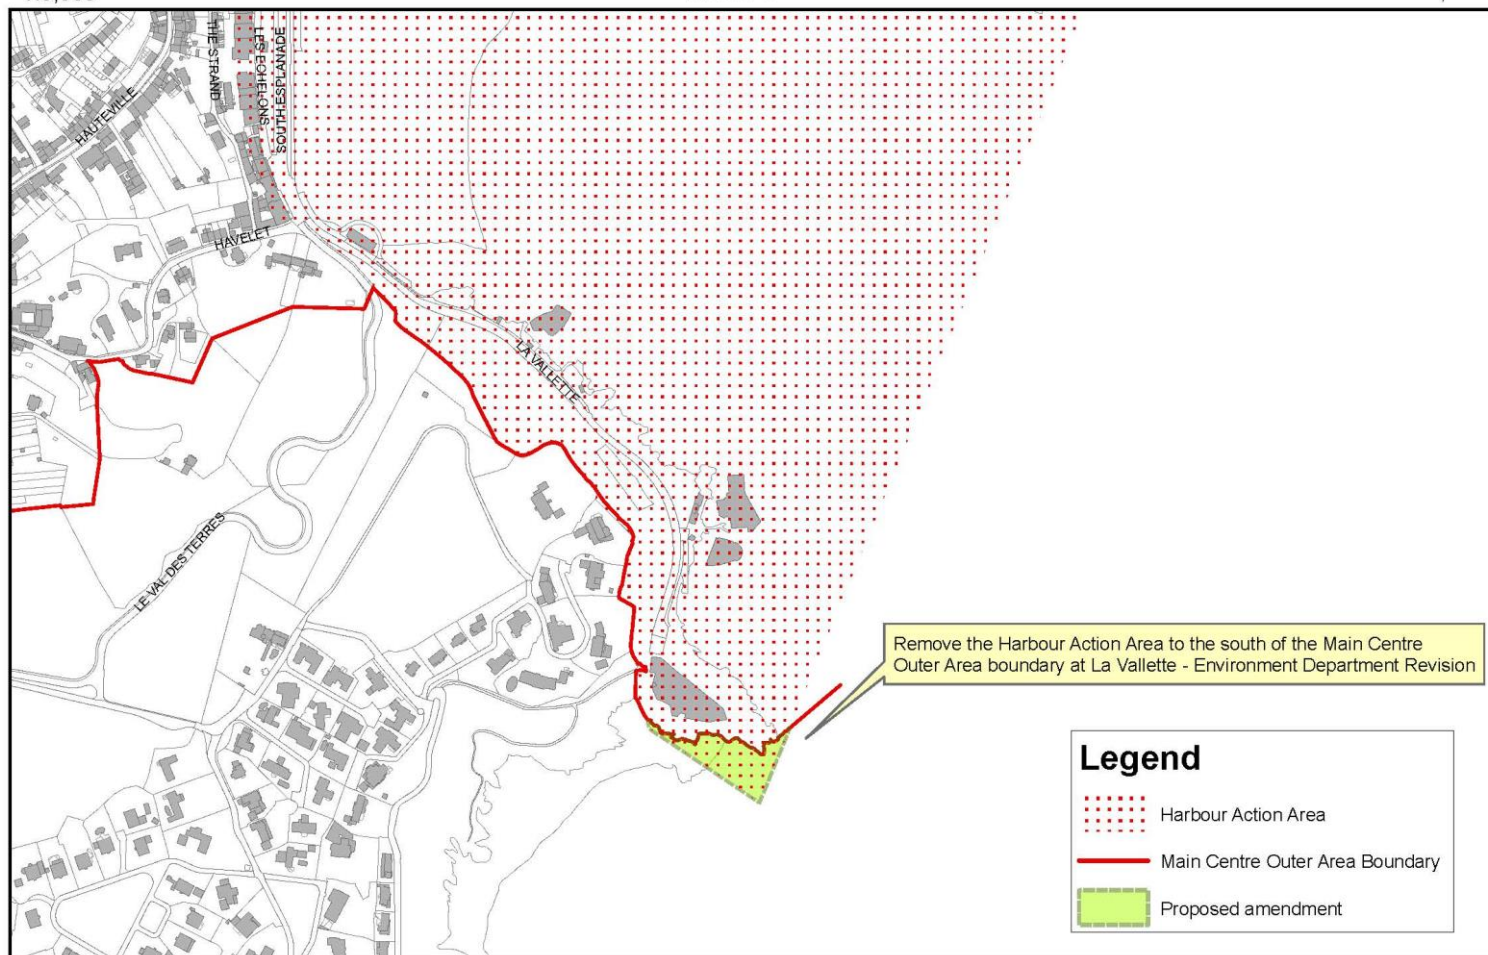 THE STRAND
LES ECHELONS
SOUTH ESPLANADE
HAUTEVILLE
HAVELET
LA VALLETTE
LE VAL DES TERRES
Remove the Harbour Action Area to the south of the Main Centre
Outer Area boundary at La Vallette - Environment Department Revision
Legend
Harbour Action Area
Main Centre Outer Area Boundary
Proposed amendment